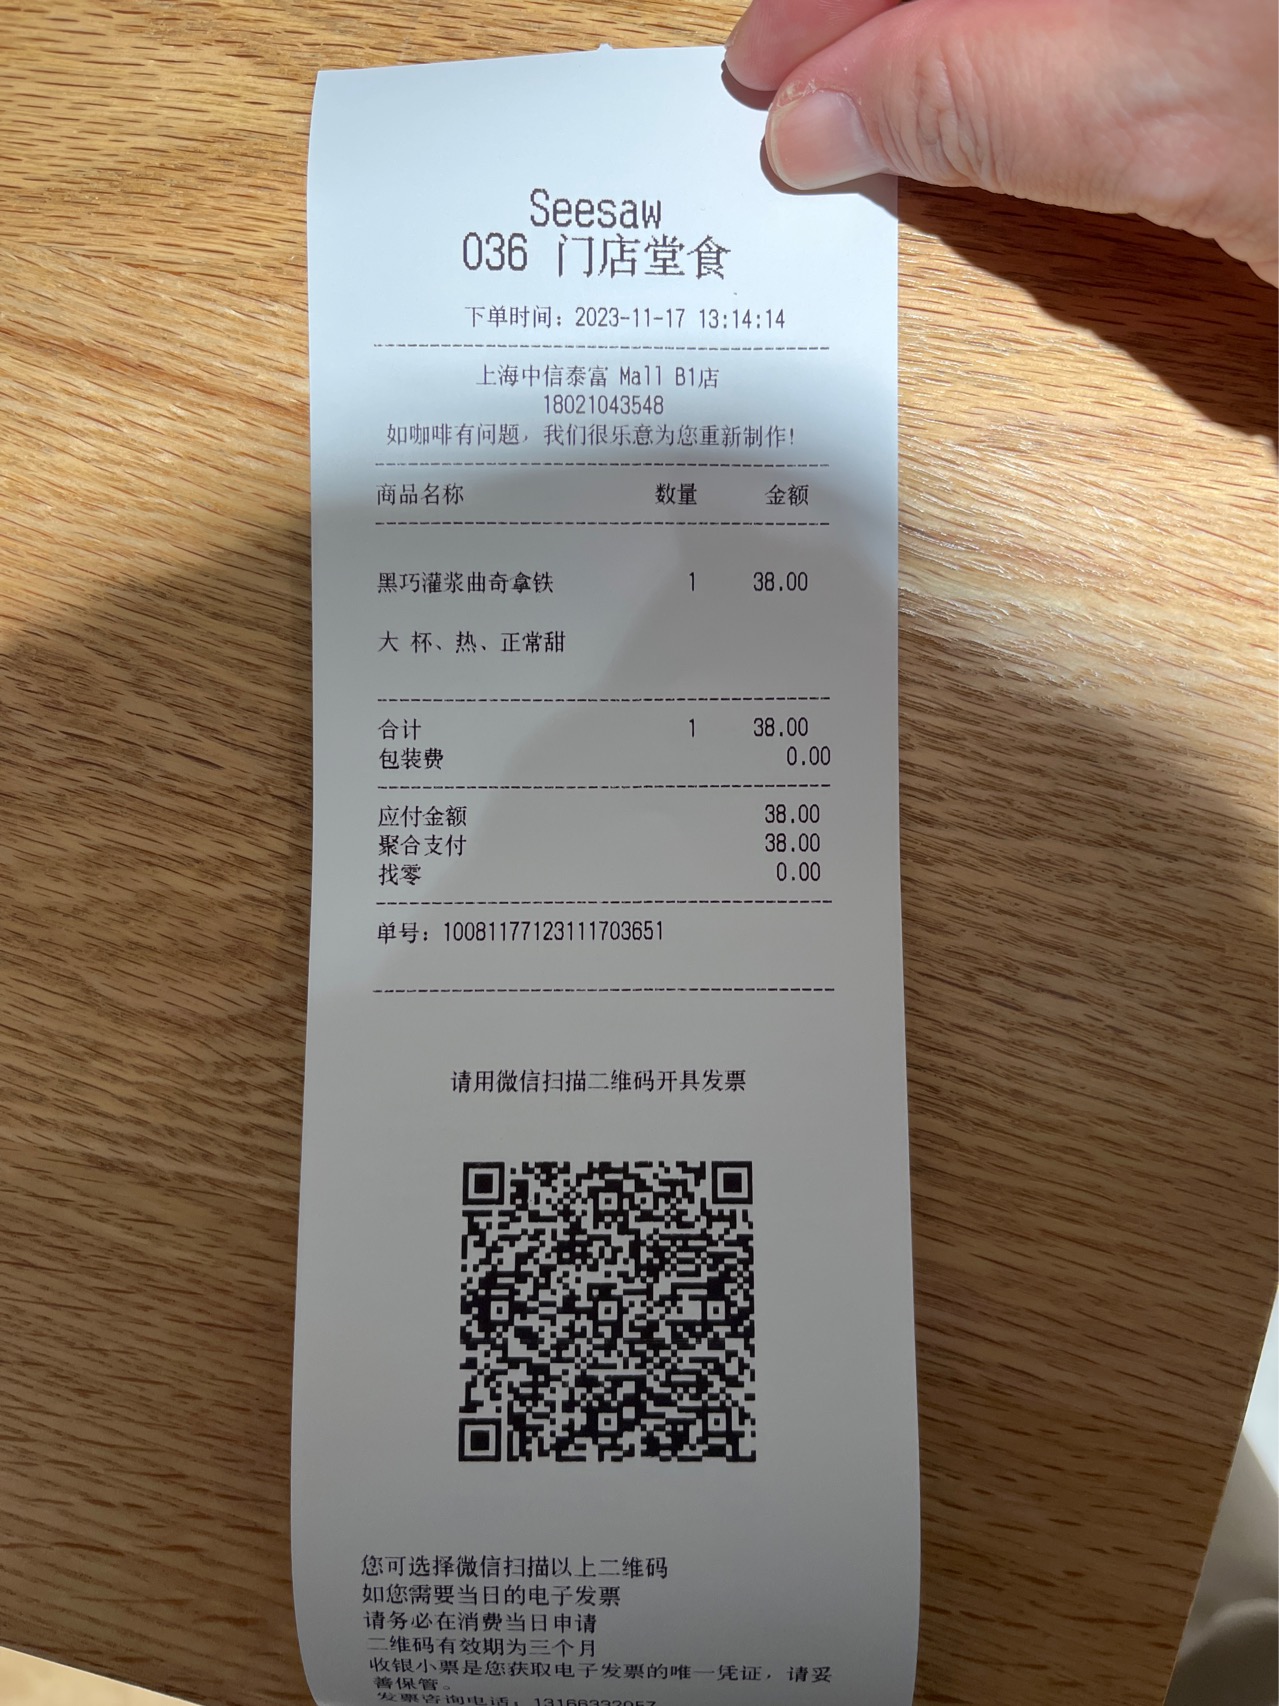 Seesaw
036 门店堂食
下单时间：2023-11-17 13:14:14
上海中信泰富 Mall B1店
18021043548
如咖啡有问题，我们很乐意为您重新制作！
商品名称 数量 金额
黑巧灌浆曲奇拿铁 1 38.00
大 杯、热、正常甜
合计 1 38.00
包装费 0.00
应付金额 38.00
聚合支付 38.00
找零 0.00
单号：10081177123111703651
请用微信扫描二维码开具发票
您可选择微信扫描以上二维码
如您需要当日的电子发票
请务必在消费当日申请
二维码有效期为三个月
收银小票是您获取电子发票的唯一凭证，请妥
善保管。
发票咨询电话：13166332057